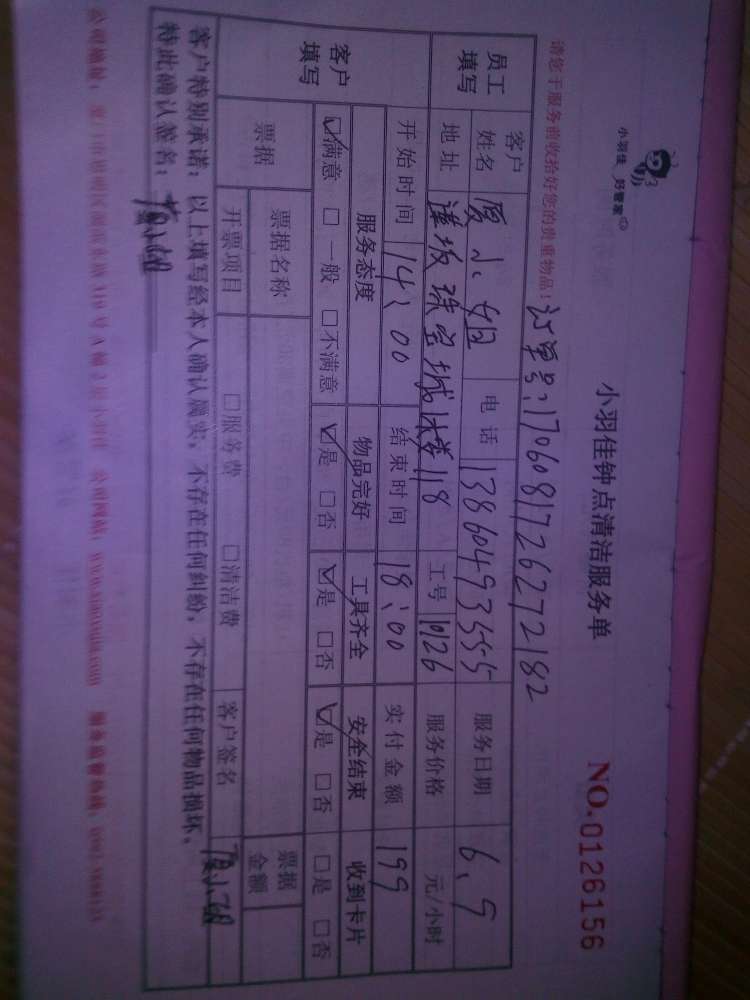 小羽佳 好管家
小羽佳钟点清洁服务单
NO.0126156
请您于服务前收拾好您的贵重物品!
订单号:1706081726272182
员工填写
客户姓名
夏小姐
电话
13860493555
服务日期
6、9
地址
莲坂珠宝城1楼118
工号
服务价格
元/小时
客户填写
开始时间
14:00
结束时间
18:00
实付金额
199
服务态度
物品完好
工具齐全
安全结束
收到卡片
☑满意 □一般 □不满意
☑是 □否
☑是 □否
☑是 □否
□是 □否
票据
票据名称
票据金额
开票项目
□服务费 □清洁费
客户签名
客户特别承诺:以上填写经本人确认属实,不存在任何纠纷,不存在任何物品损坏,
特此确认签名: